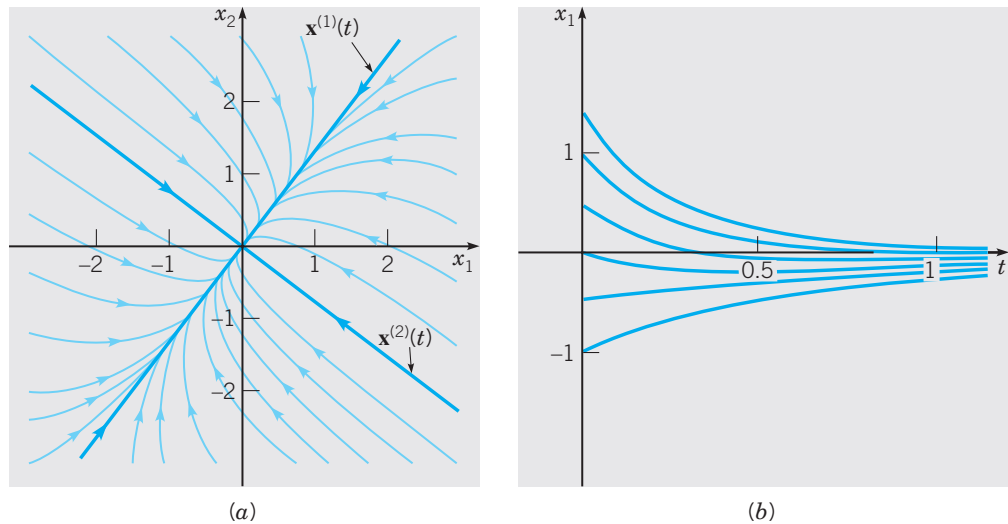 x₂
x⁽¹⁾(t)
2
1
–2
–1
1
2
x₁
–1
x⁽²⁾(t)
–2
(a)
x₁
1
0.5
1
t
–1
(b)